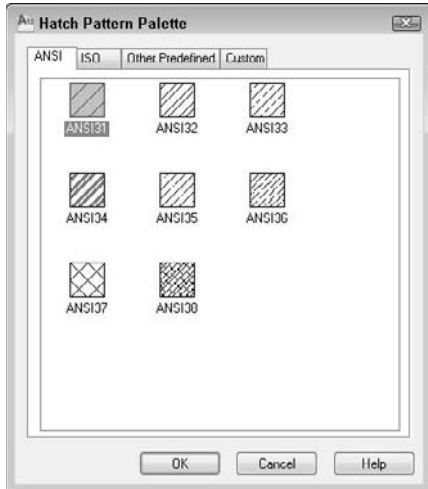 Hatch Pattern Palette
ANSI ISO Other Predefined Custom
ANSI31 ANSI32 ANSI33
ANSI34 ANSI35 ANSI36
ANSI37 ANSI38
OK Cancel Help